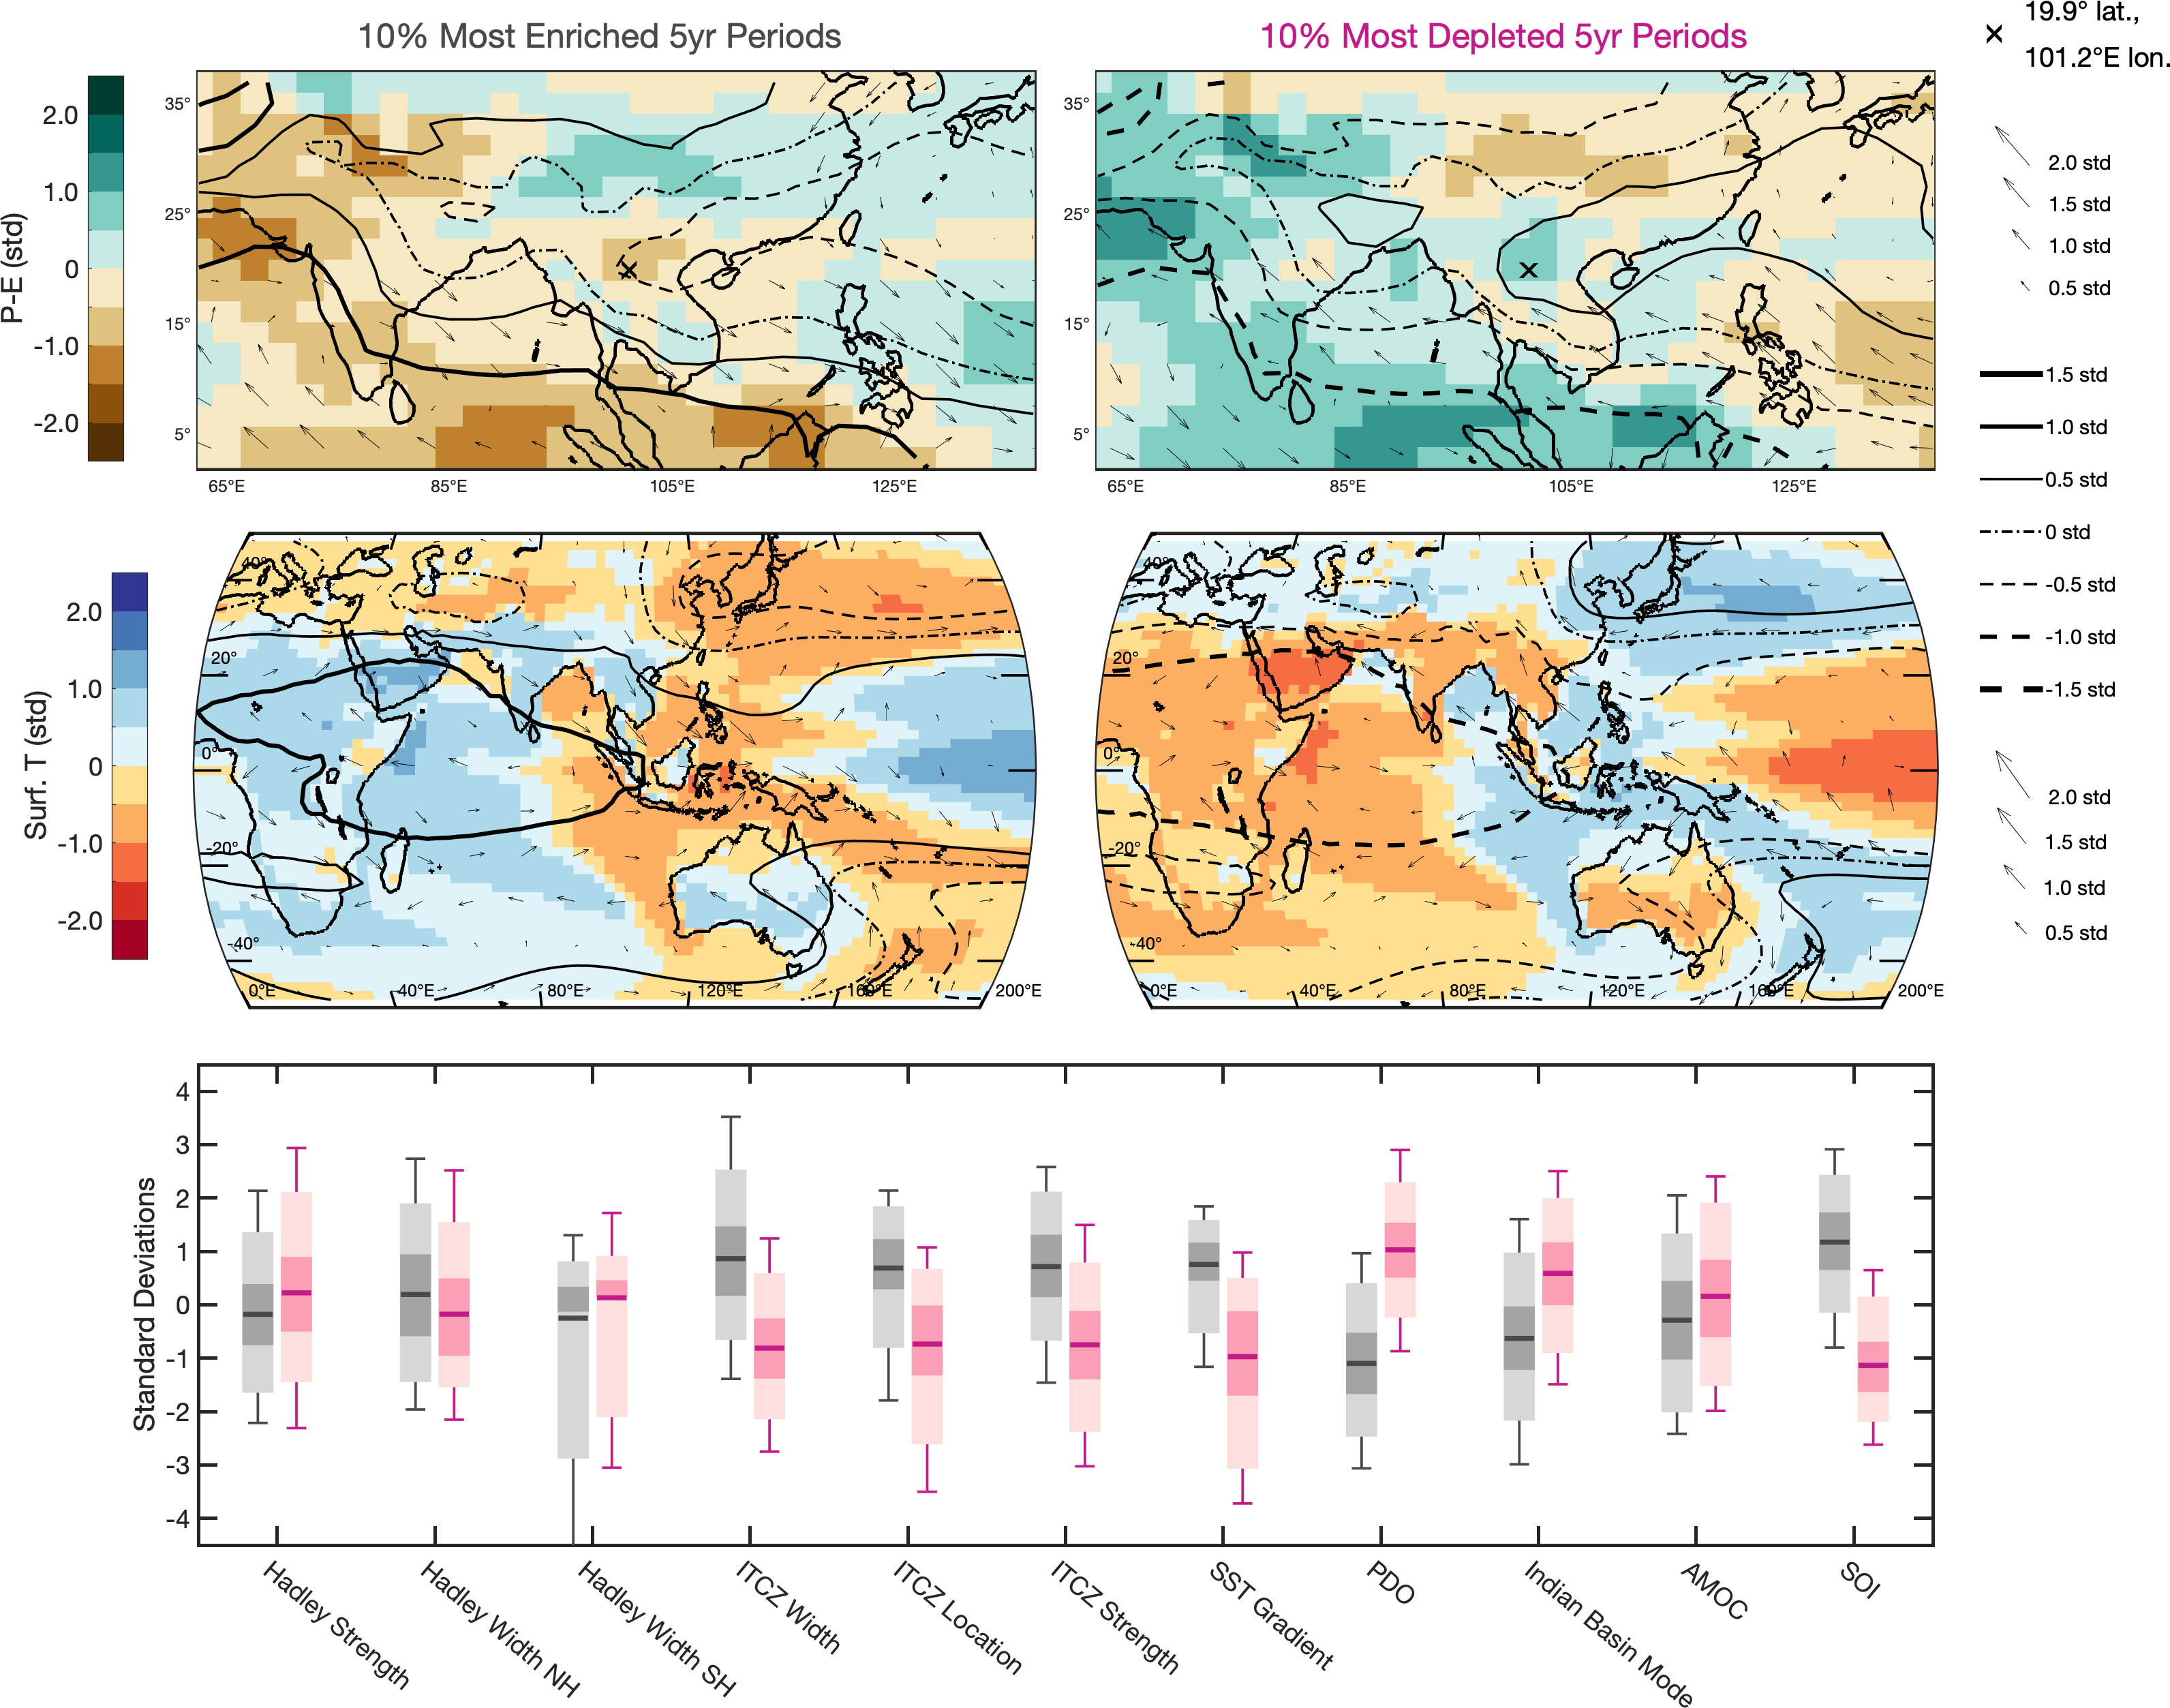 10% Most Enriched 5yr Periods
10% Most Depleted 5yr Periods
19.9° lat.,
101.2°E lon.
P-E (std)
2.0
1.0
0
-1.0
-2.0
35°
25°
15°
5°
65°E
85°E
105°E
125°E
35°
25°
15°
5°
65°E
85°E
105°E
125°E
2.0 std
1.5 std
1.0 std
0.5 std
1.5 std
1.0 std
0.5 std
0 std
-0.5 std
-1.0 std
-1.5 std
Surf. T (std)
2.0
1.0
0
-1.0
-2.0
40°
20°
0°
-20°
-40°
0°E
40°E
80°E
120°E
160°E
200°E
40°
20°
0°
-20°
-40°
0°E
40°E
80°E
120°E
160°E
200°E
2.0 std
1.5 std
1.0 std
0.5 std
Standard Deviations
4
3
2
1
0
-1
-2
-3
-4
Hadley Strength
Hadley Width NH
Hadley Width SH
ITCZ Width
ITCZ Location
ITCZ Strength
SST Gradient
PDO
Indian Basin Mode
AMOC
SOI